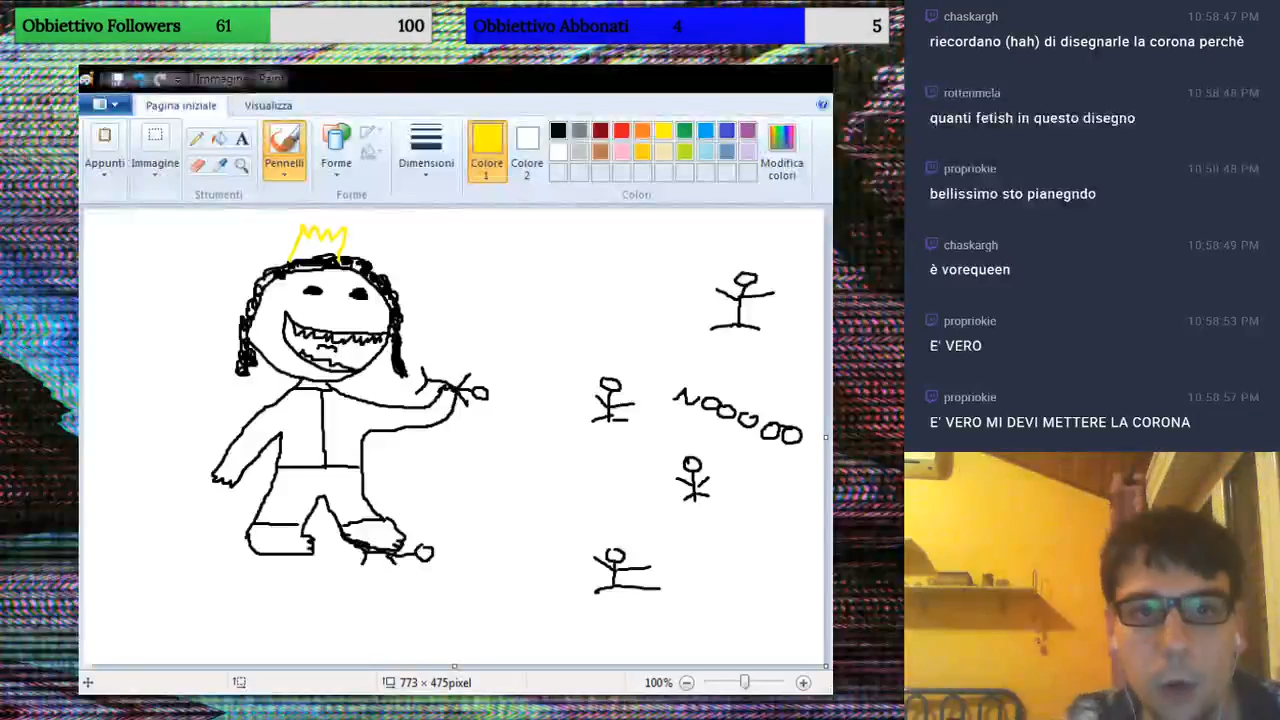 Obbiettivo Followers 61 100
Obbiettivo Abbonati 4 5
Immagine - Paint
Pagina iniziale Visualizza
Appunti
Immagine
Strumenti
Pennelli
Forme
Forme
Dimensioni
Colore
1
Colore
2
Modifica
colori
Colori
NOOOOO
773 × 475pixel
100%
chaskargh 10:58:47 PM
riecordano (hah) di disegnarle la corona perchè
rottenmela 10:58:48 PM
quanti fetish in questo disegno
propriokie 10:58:48 PM
bellissimo sto pianegndo
chaskargh 10:58:49 PM
è vorequeen
propriokie 10:58:53 PM
E' VERO
propriokie 10:58:57 PM
E' VERO MI DEVI METTERE LA CORONA